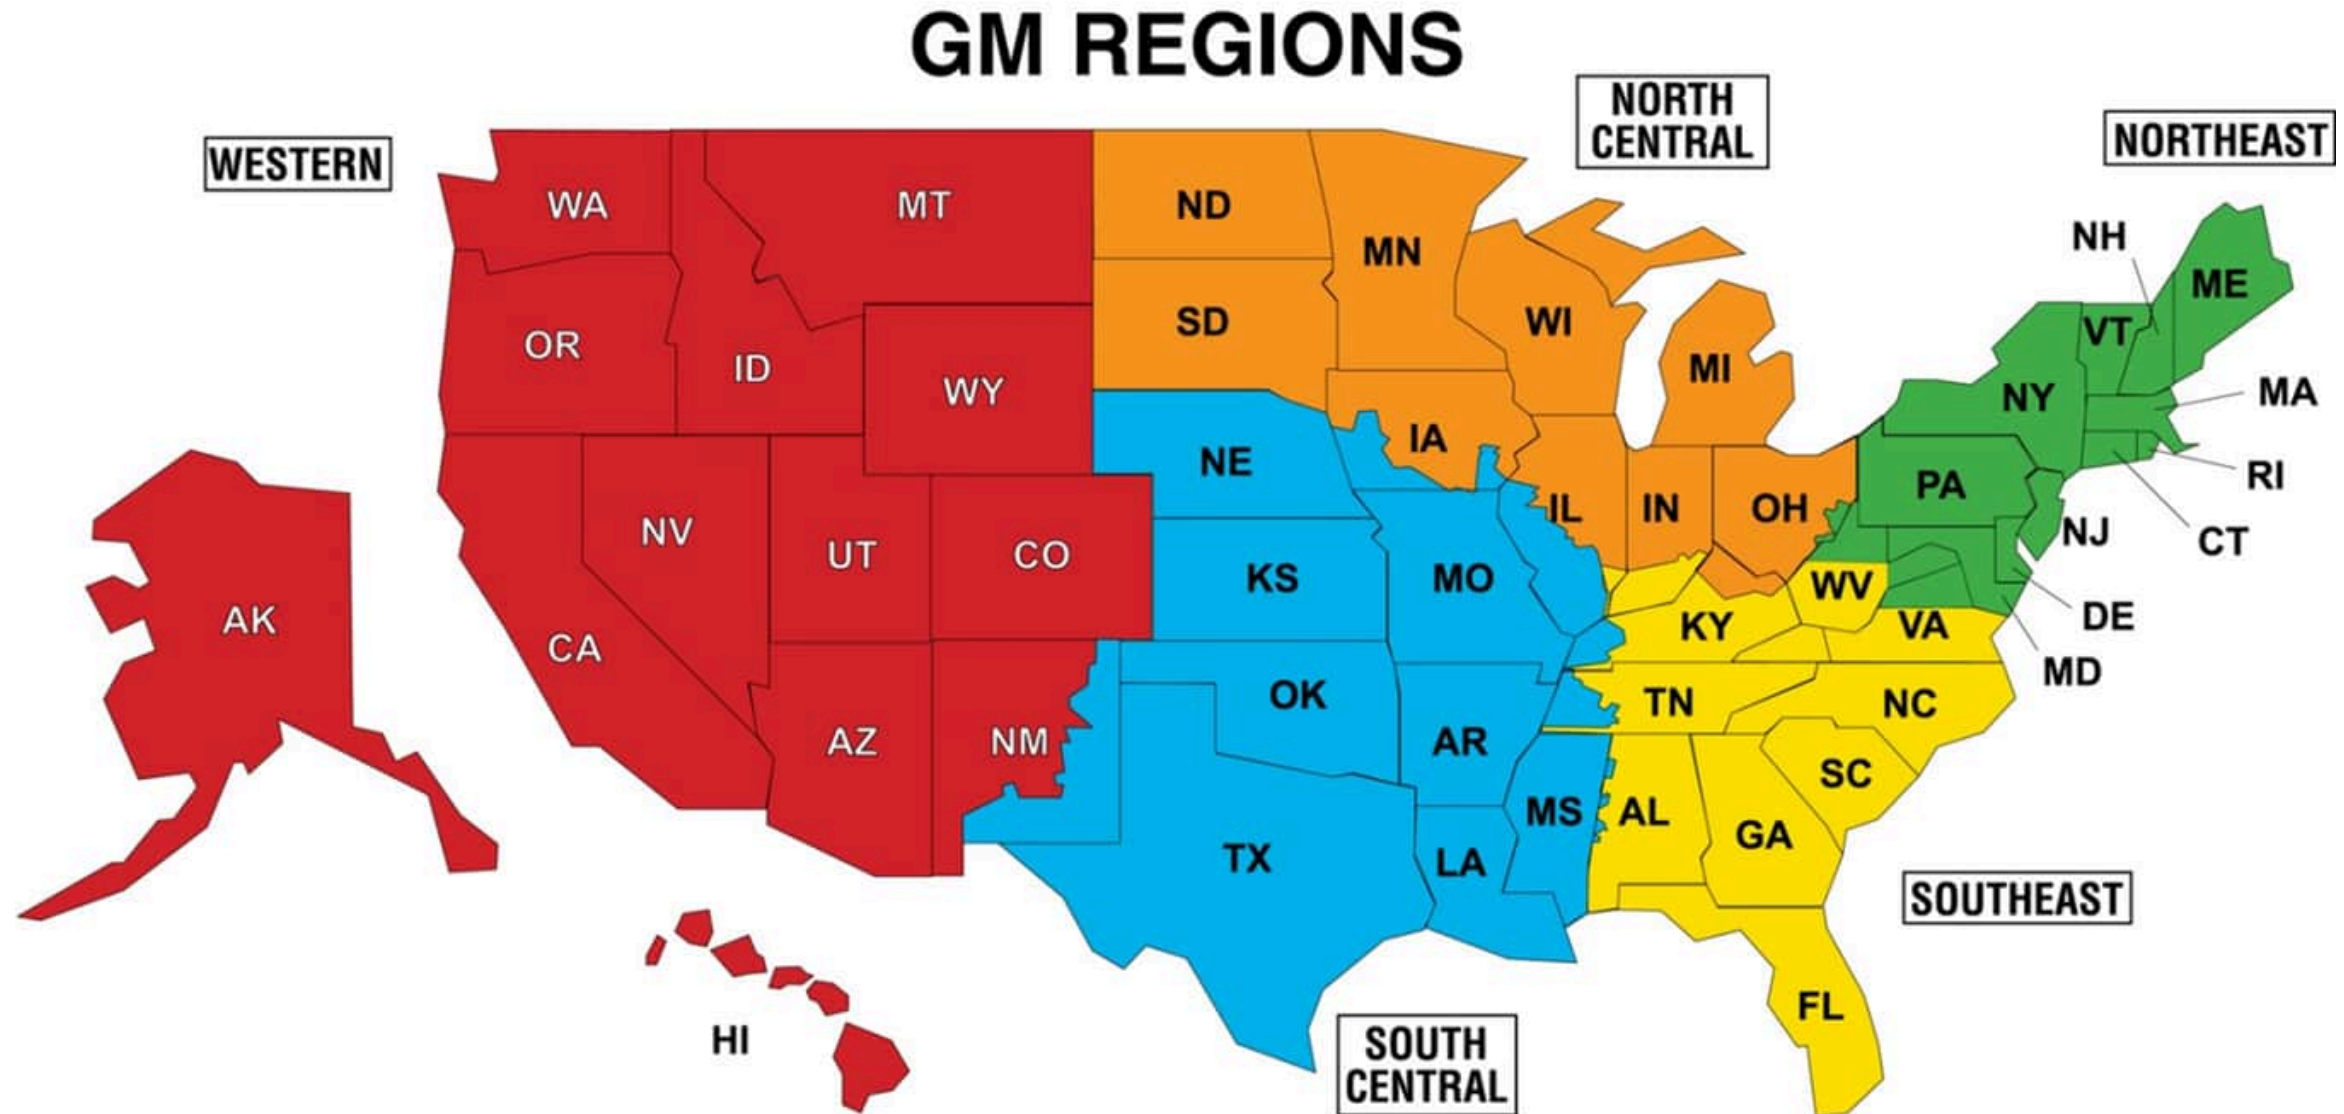 GM REGIONS
WESTERN
NORTH
CENTRAL
NORTHEAST
WA
MT
ND
MN
NH
ME
OR
ID
SD
WI
VT
WY
MI
NY
MA
NE
IA
PA
RI
NV
UT
CO
IL
IN
OH
NJ
CT
AK
CA
KS
MO
KY
WV
VA
DE
MD
AZ
NM
OK
AR
TN
NC
SC
TX
LA
MS
AL
GA
SOUTHEAST
HI
FL
SOUTH
CENTRAL